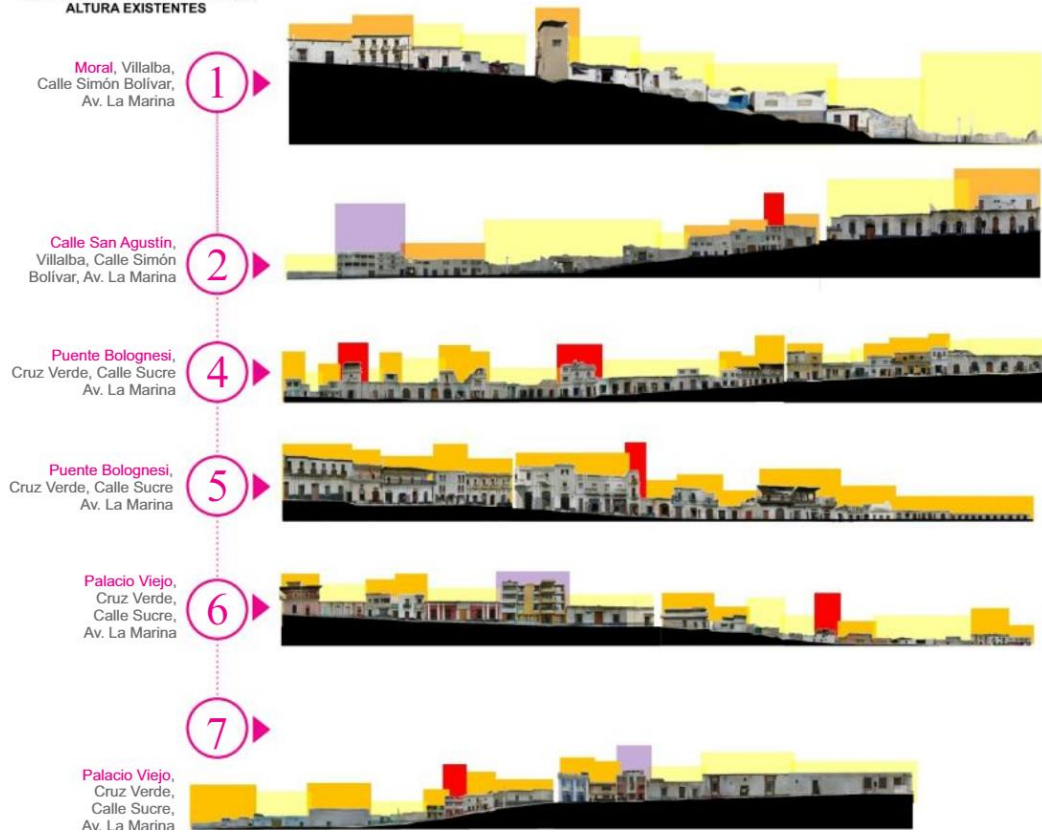 ALTURA EXISTENTES
Moral, Villalba,
Calle Simón Bolívar,
Av. La Marina
1
Calle San Agustín,
Villalba, Calle Simón
Bolívar, Av. La Marina
2
Puente Bolognesi,
Cruz Verde, Calle Sucre
Av. La Marina
4
Puente Bolognesi,
Cruz Verde, Calle Sucre
Av. La Marina
5
Palacio Viejo,
Cruz Verde,
Calle Sucre,
Av. La Marina
6
7
Palacio Viejo,
Cruz Verde,
Calle Sucre,
Av. La Marina